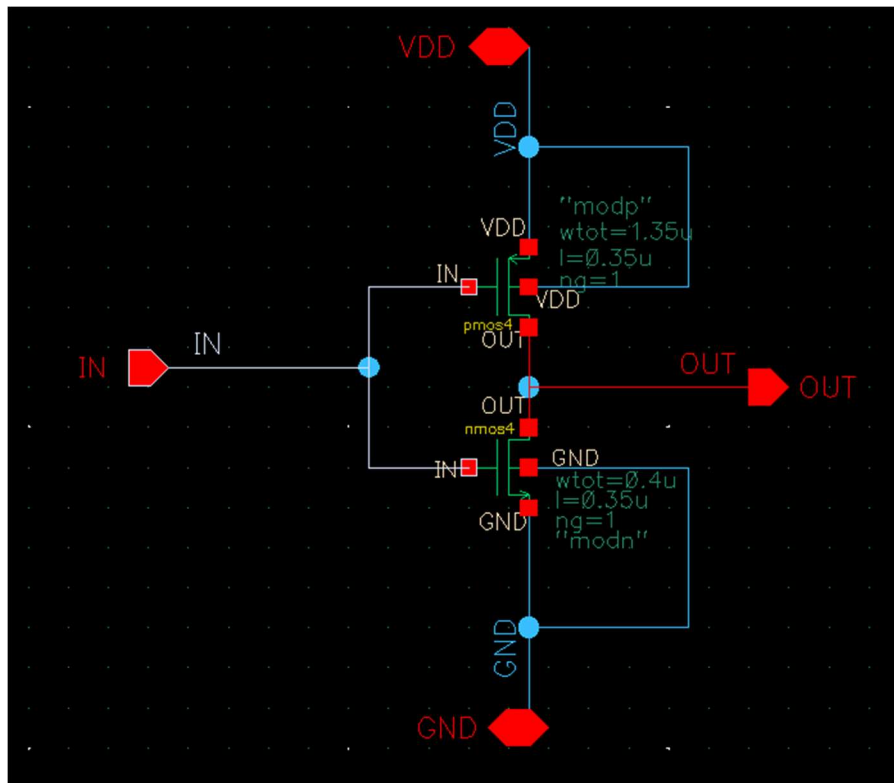 VDD
VDD
"modp"
wtot=1.35u
VDD
l=0.35u
IN
ng=1
VDD
pmos4
OUT
IN
IN
OUT
OUT
OUT
nmos4
IN
GND
wtot=0.4u
l=0.35u
ng=1
GND
"modn"
GND
GND